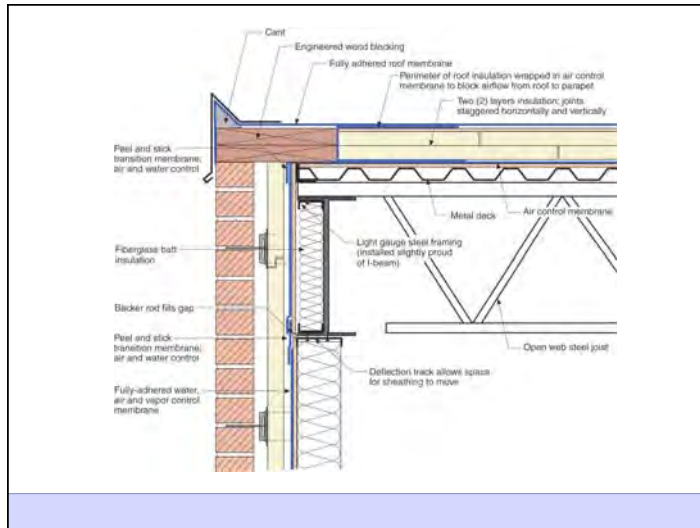 Cant
Engineered wood blocking
Fully adhered roof membrane
Perimeter of roof insulation wrapped in air control
membrane to block airflow from roof to parapet
Two (2) layers insulation; joints
staggered horizontally and vertically
Peel and stick
transition membrane;
air and water control
Metal deck
Air control membrane
Fiberglass batt
insulation
Light gauge steel framing
(installed slightly proud
of I-beam)
Backer rod fills gap
Peel and stick
transition membrane;
air and water control
Open web steel joist
Deflection track allows space
for sheathing to move
Fully-adhered water,
air and vapor control
membrane